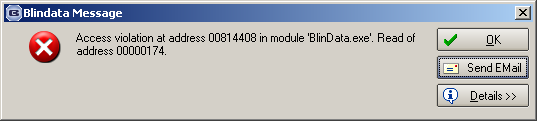 Blindata Message
Access violation at address 00814408 in module 'BlinData.exe'. Read of
address 00000174.
OK
Send EMail
Details >>